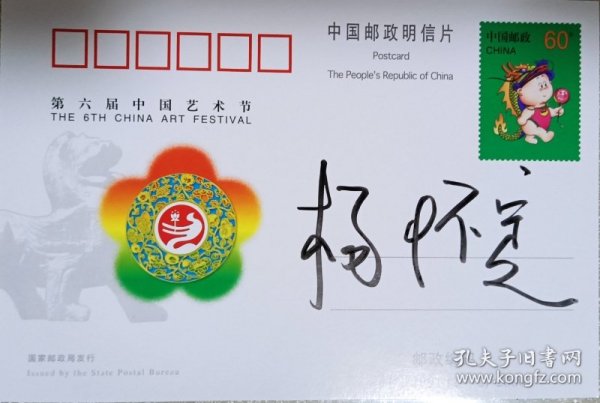 中国邮政明信片
Postcard
The People's Republic of China
中国邮政
CHINA
60
第六届中国艺术节
THE 6TH CHINA ART FESTIVAL
杨怀定
国家邮政局发行
Issued by the State Postal Bureau
邮政编
孔夫子旧书网
www.kongfz.com